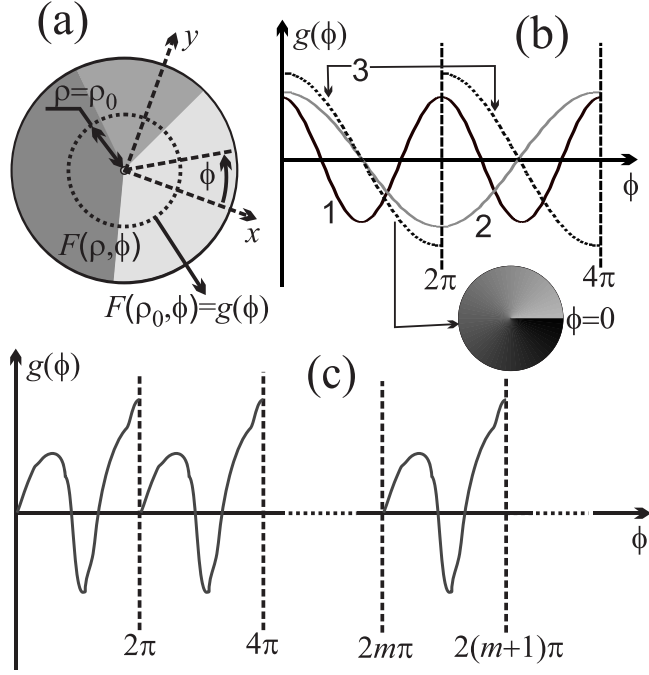 (a)
y
ρ=ρ₀
ϕ
x
F(ρ,ϕ)
F(ρ₀,ϕ)=g(ϕ)
g(ϕ)
(b)
3
ϕ
1
2
2π
4π
ϕ=0
g(ϕ)
(c)
ϕ
2π
4π
2mπ
2(m+1)π